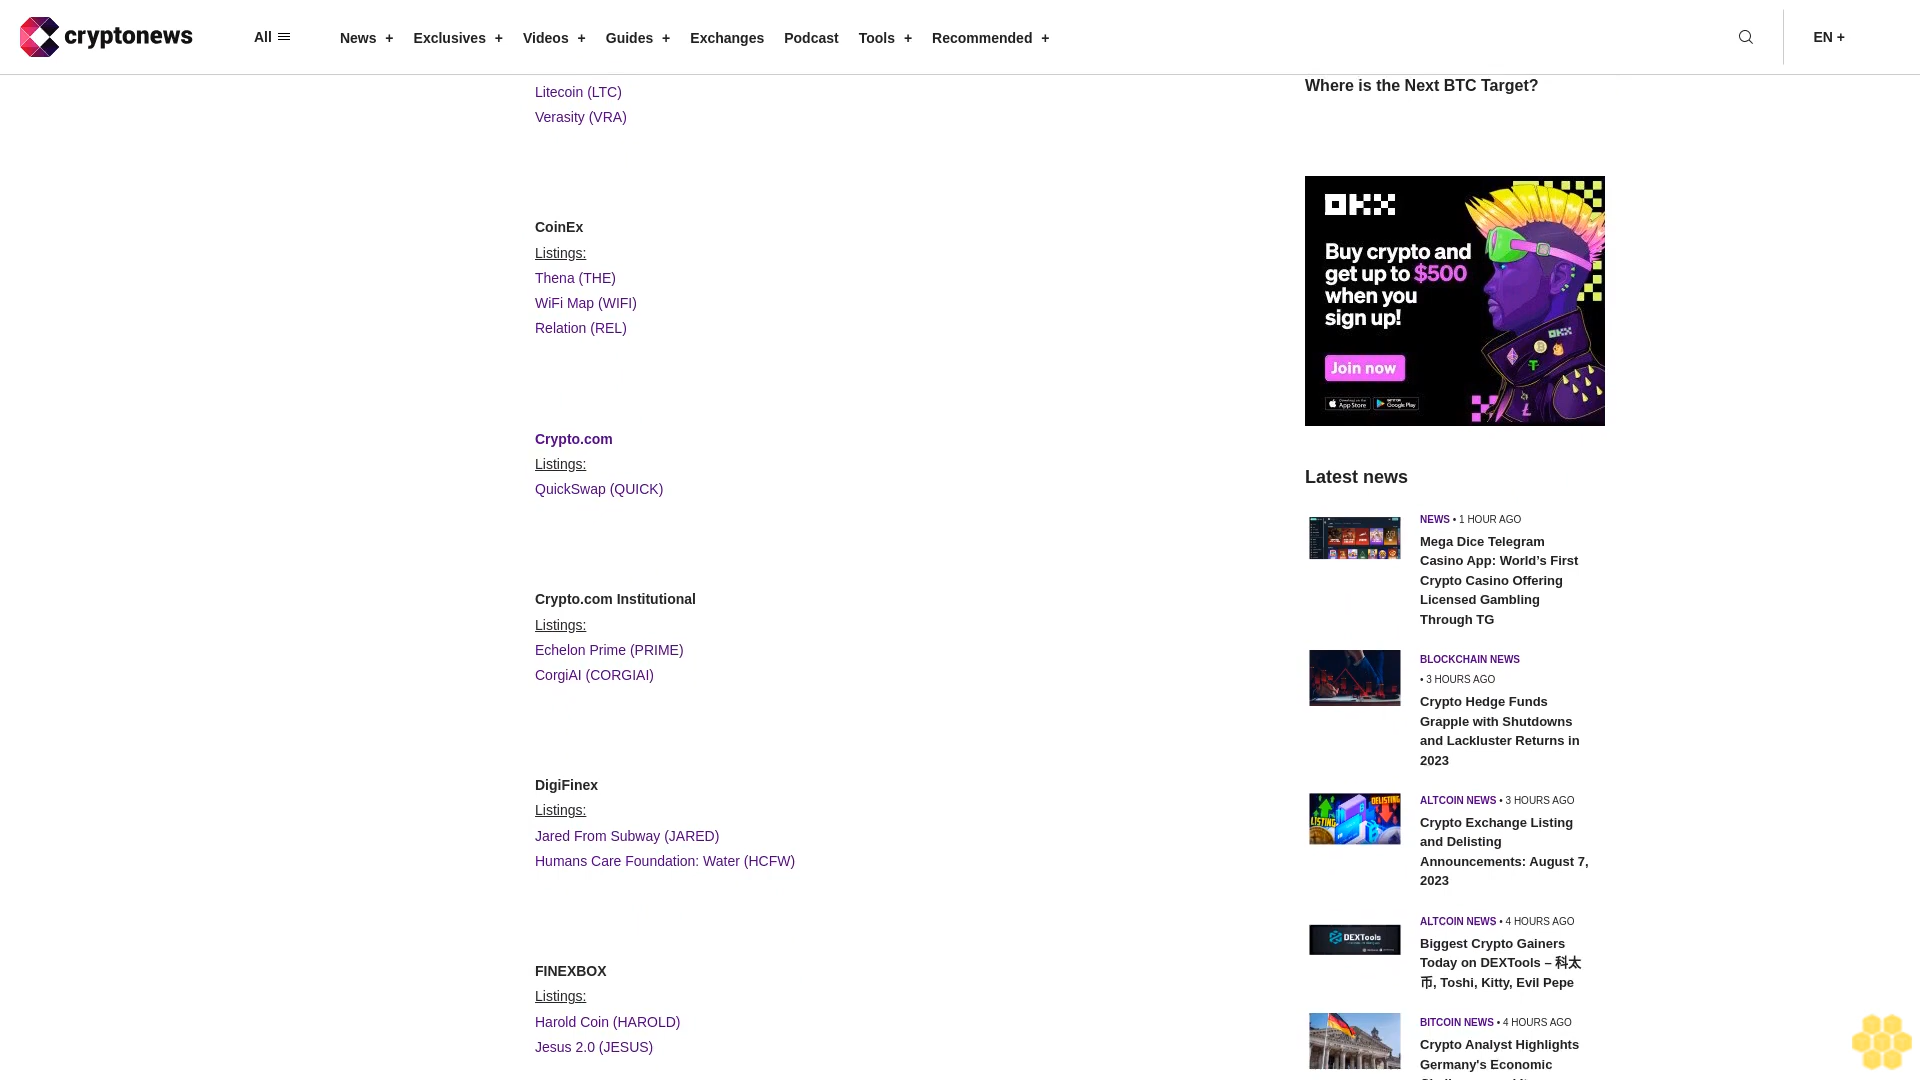 cryptonews
All
News +
Exclusives +
Videos +
Guides +
Exchanges
Podcast
Tools +
Recommended +
EN +
Litecoin (LTC)
Verasity (VRA)
CoinEx
Listings:
Thena (THE)
WiFi Map (WIFI)
Relation (REL)
Crypto.com
Listings:
QuickSwap (QUICK)
Crypto.com Institutional
Listings:
Echelon Prime (PRIME)
CorgiAI (CORGIAI)
DigiFinex
Listings:
Jared From Subway (JARED)
Humans Care Foundation: Water (HCFW)
FINEXBOX
Listings:
Harold Coin (HAROLD)
Jesus 2.0 (JESUS)
Where is the Next BTC Target?
OKX
Buy crypto and
get up to $500
when you
sign up!
Join now
App Store
Google Play
Latest news
NEWS • 1 HOUR AGO
Mega Dice Telegram
Casino App: World’s First
Crypto Casino Offering
Licensed Gambling
Through TG
BLOCKCHAIN NEWS
• 3 HOURS AGO
Crypto Hedge Funds
Grapple with Shutdowns
and Lackluster Returns in
2023
LISTING
DELISTING
ALTCOIN NEWS • 3 HOURS AGO
Crypto Exchange Listing
and Delisting
Announcements: August 7,
2023
DEXTools
ALTCOIN NEWS • 4 HOURS AGO
Biggest Crypto Gainers
Today on DEXTools – 科太
币, Toshi, Kitty, Evil Pepe
BITCOIN NEWS • 4 HOURS AGO
Crypto Analyst Highlights
Germany's Economic